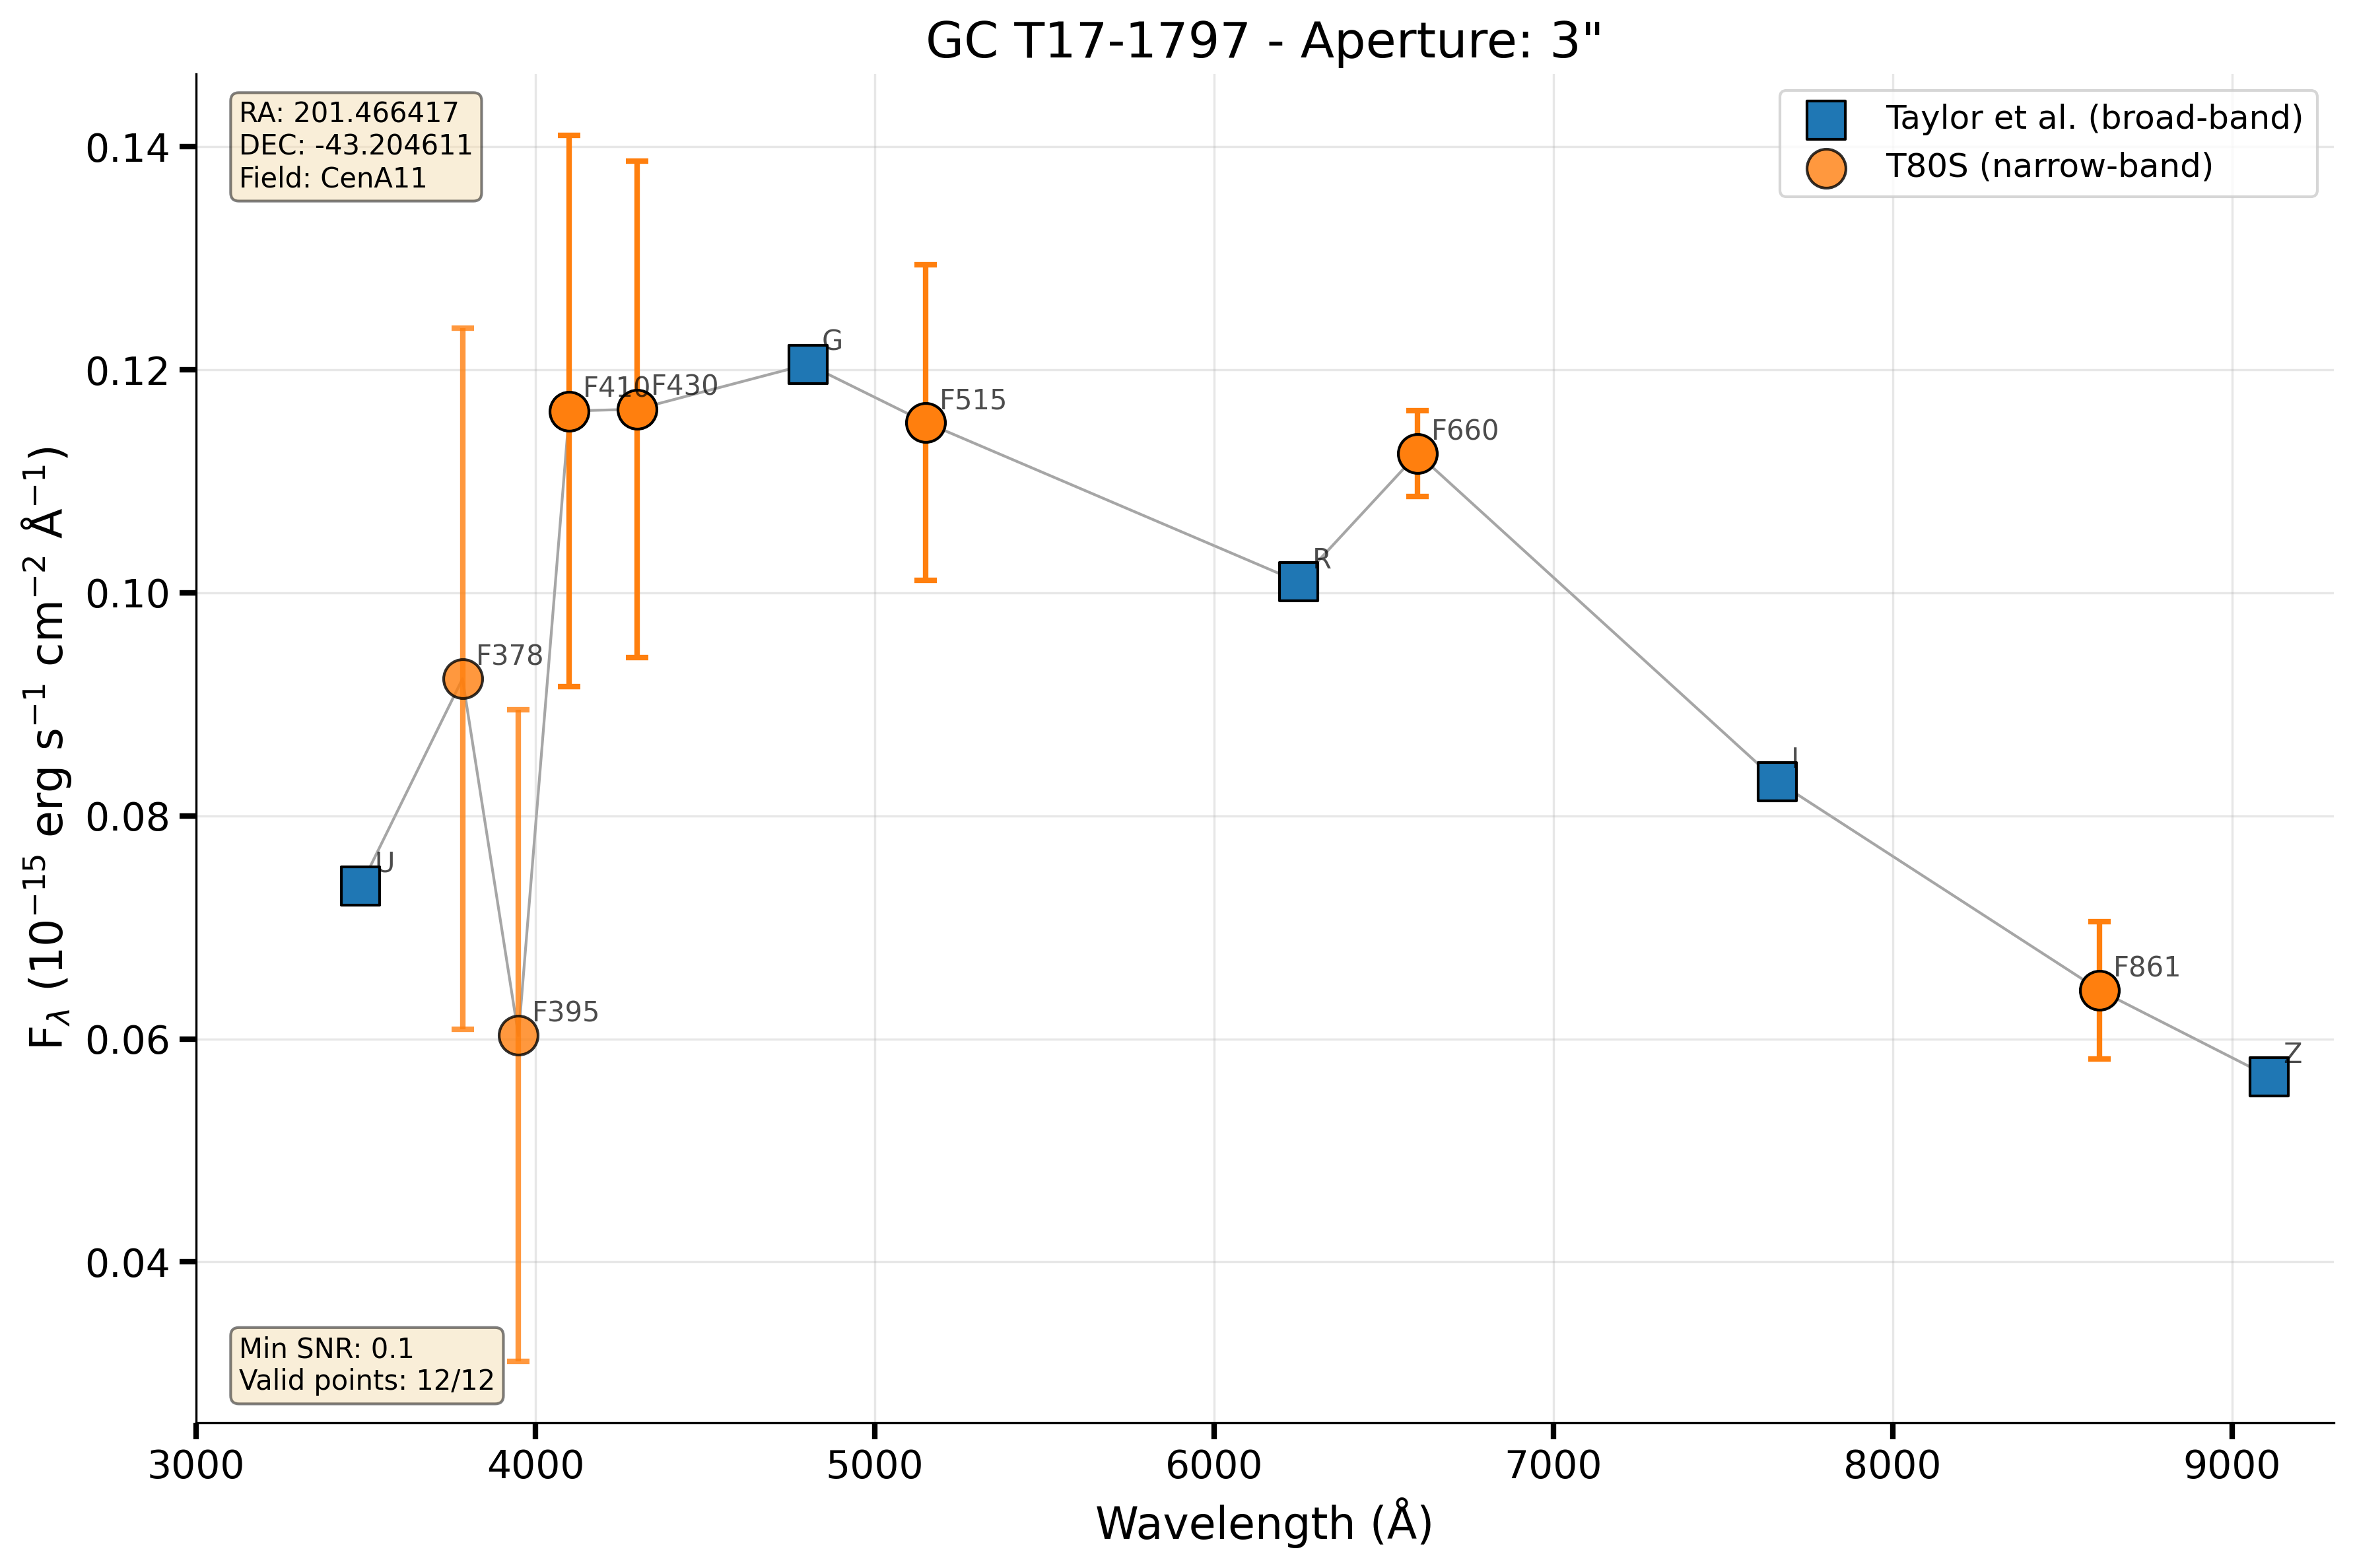 GC T17-1797 - Aperture: 3"
RA: 201.466417
DEC: -43.204611
Field: CenA11
Taylor et al. (broad-band)
T80S (narrow-band)
0.14
0.12
0.10
0.08
0.06
0.04
F_λ (10⁻¹⁵ erg s⁻¹ cm⁻² Å⁻¹)
U
F378
F395
F410
F430
G
F515
R
F660
I
F861
Z
Min SNR: 0.1
Valid points: 12/12
3000
4000
5000
6000
7000
8000
9000
Wavelength (Å)